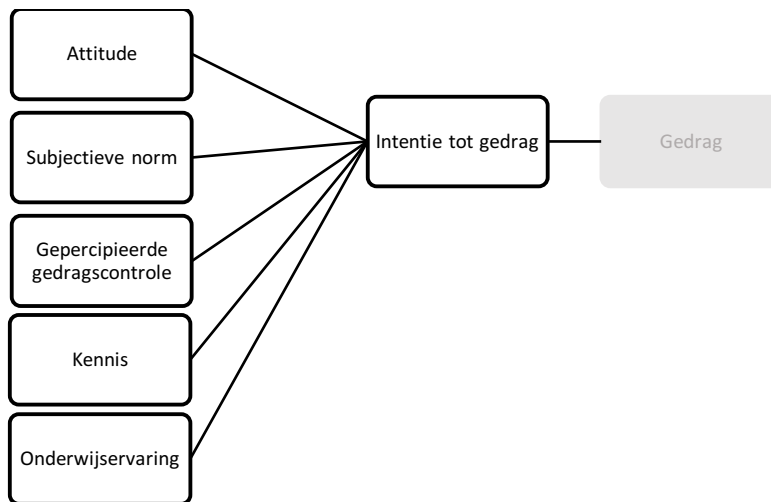 Attitude
Subjectieve norm
Gepercipieerde
gedragscontrole
Kennis
Onderwijservaring
Intentie tot gedrag
Gedrag